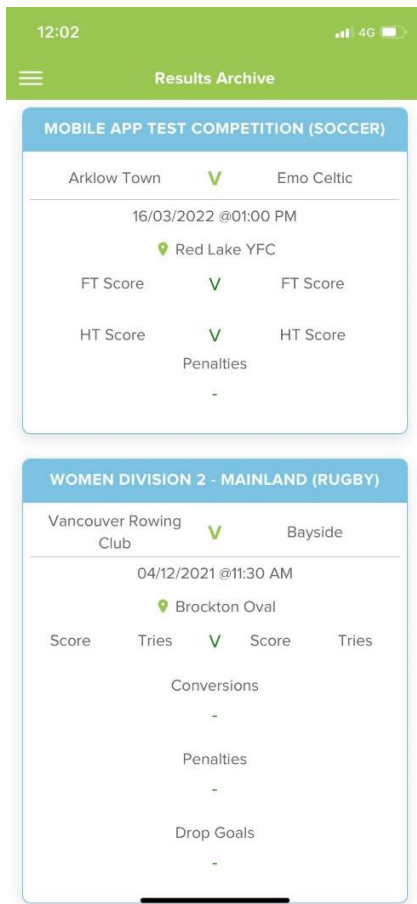 12:02 4G
Results Archive
MOBILE APP TEST COMPETITION (SOCCER)
Arklow Town V Emo Celtic
16/03/2022 @01:00 PM
Red Lake YFC
FT Score V FT Score
HT Score V HT Score
Penalties
-
WOMEN DIVISION 2 - MAINLAND (RUGBY)
Vancouver Rowing Club V Bayside
04/12/2021 @11:30 AM
Brockton Oval
Score Tries V Score Tries
Conversions
-
Penalties
-
Drop Goals
-